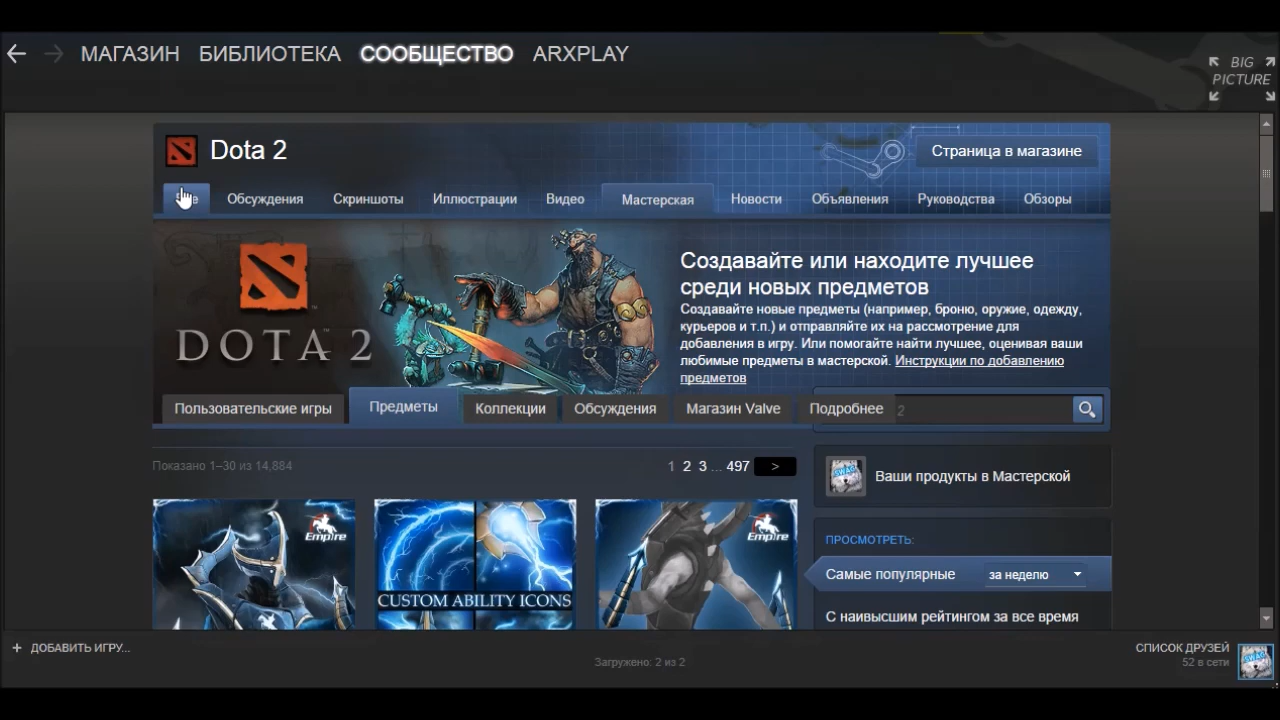 МАГАЗИН БИБЛИОТЕКА СООБЩЕСТВО ARXPLAY
BIG
PICTURE
Dota 2
Страница в магазине
Обсуждения Скриншоты Иллюстрации Видео Мастерская Новости Объявления Руководства Обзоры
DOTA 2
Создавайте или находите лучшее
среди новых предметов
Создавайте новые предметы (например, броню, оружие, одежду,
курьеров и т.п.) и отправляйте их на рассмотрение для
добавления в игру. Или помогайте найти лучшее, оценивая ваши
любимые предметы в мастерской. Инструкции по добавлению
предметов
Пользовательские игры Предметы Коллекции Обсуждения Магазин Valve Подробнее 2
Показано 1–30 из 14,884
1 2 3 ... 497 >
Ваши продукты в Мастерской
Empire
CUSTOM ABILITY ICONS
Empire
ПРОСМОТРЕТЬ:
Самые популярные за неделю
С наивысшим рейтингом за все время
+ ДОБАВИТЬ ИГРУ...
Загружено: 2 из 2
СПИСОК ДРУЗЕЙ
52 в сети
SWAG